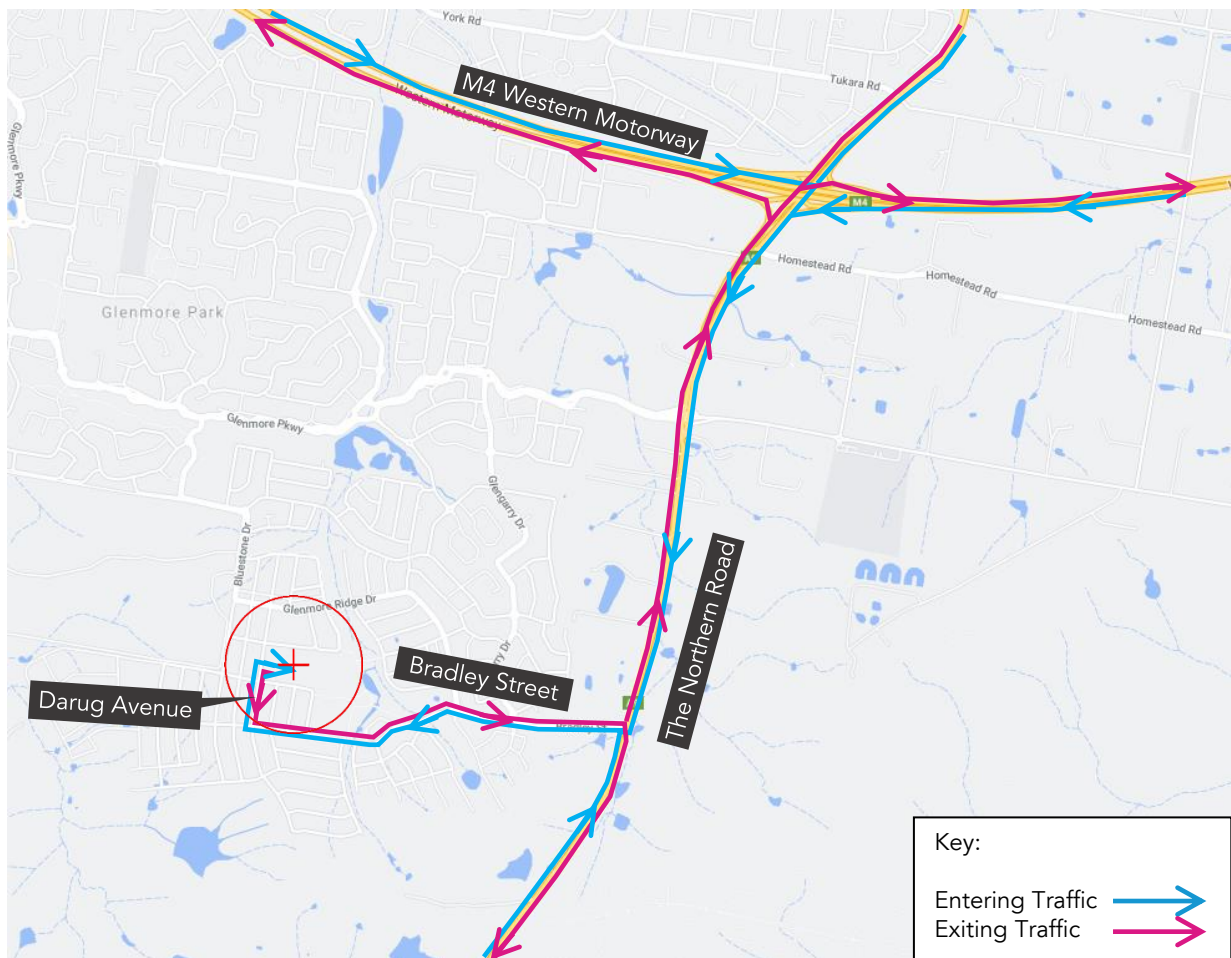 York Rd
Tukara Rd
M4 Western Motorway
Western Motorway
Glenmore Pkwy
M4
Homestead Rd
Homestead Rd
Homestead Rd
Glenmore Park
Glenmore Pkwy
Glengarry Dr
Bluestone Dr
The Northern Road
Glenmore Ridge Dr
Bradley Street
Darug Avenue
Key:
Entering Traffic
Exiting Traffic